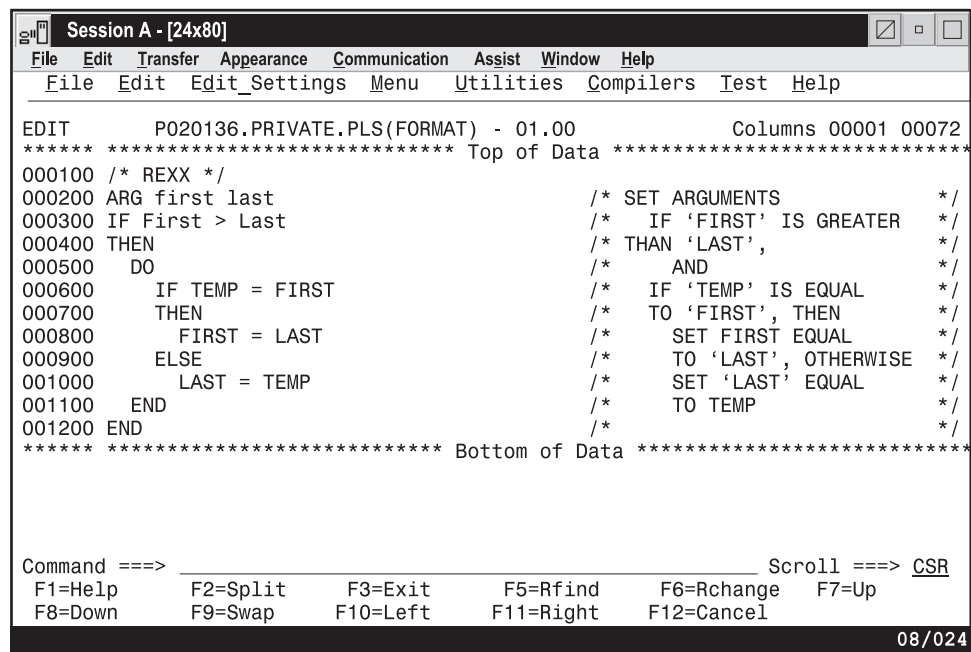 Session A - [24x80]
File Edit Transfer Appearance Communication Assist Window Help
File Edit Edit_Settings Menu Utilities Compilers Test Help
EDIT P020136.PRIVATE.PLS(FORMAT) - 01.00 Columns 00001 00072
****** ***************************** Top of Data ******************************
000100 /* REXX */
000200 ARG first last /* SET ARGUMENTS */
000300 IF First > Last /* IF ‘FIRST’ IS GREATER */
000400 THEN /* THAN ‘LAST’, */
000500 DO /* AND */
000600 IF TEMP = FIRST /* IF ‘TEMP’ IS EQUAL */
000700 THEN /* TO ‘FIRST’, THEN */
000800 FIRST = LAST /* SET FIRST EQUAL */
000900 ELSE /* TO ‘LAST’, OTHERWISE */
001000 LAST = TEMP /* SET ‘LAST’ EQUAL */
001100 END /* TO TEMP */
001200 END /* */
****** **************************** Bottom of Data ****************************
Command ===> Scroll ===> CSR
F1=Help F2=Split F3=Exit F5=Rfind F6=Rchange F7=Up
F8=Down F9=Swap F10=Left F11=Right F12=Cancel
08/024